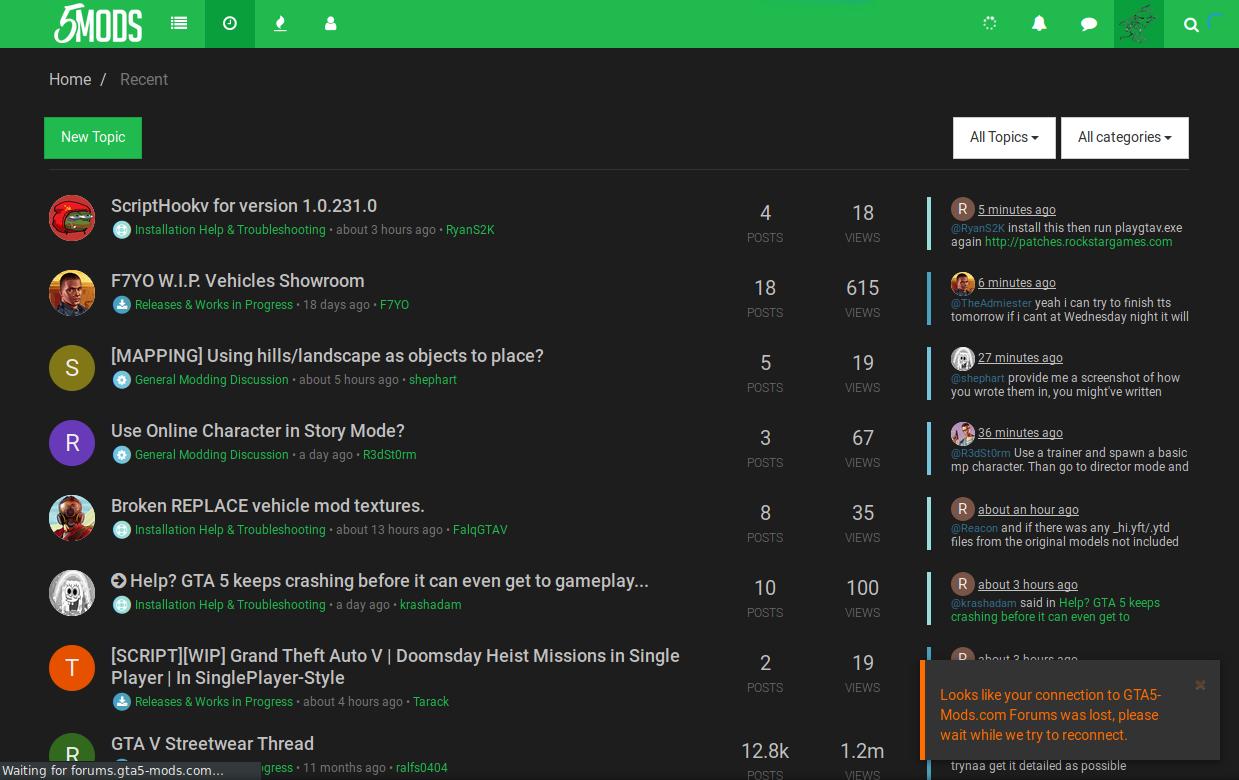 5MODS
Home / Recent
New Topic
All Topics
All categories
ScriptHookv for version 1.0.231.0
Installation Help & Troubleshooting • about 3 hours ago • RyanS2K
4
POSTS
18
VIEWS
R 5 minutes ago
@RyanS2K install this then run playgtav.exe
again http://patches.rockstargames.com
F7YO W.I.P. Vehicles Showroom
Releases & Works in Progress • 18 days ago • F7YO
18
POSTS
615
VIEWS
6 minutes ago
@TheAdmiester yeah i can try to finish tts
tomorrow if i cant at Wednesday night it will
S
[MAPPING] Using hills/landscape as objects to place?
General Modding Discussion • about 5 hours ago • shephart
5
POSTS
19
VIEWS
27 minutes ago
@shephart provide me a screenshot of how
you wrote them in, you might've written
R
Use Online Character in Story Mode?
General Modding Discussion • a day ago • R3dSt0rm
3
POSTS
67
VIEWS
36 minutes ago
@R3dSt0rm Use a trainer and spawn a basic
mp character. Than go to director mode and
Broken REPLACE vehicle mod textures.
Installation Help & Troubleshooting • about 13 hours ago • FalqGTAV
8
POSTS
35
VIEWS
R about an hour ago
@Reacon and if there was any _hi.yft/.ytd
files from the original models not included
Help? GTA 5 keeps crashing before it can even get to gameplay...
Installation Help & Troubleshooting • a day ago • krashadam
10
POSTS
100
VIEWS
R about 3 hours ago
@krashadam said in Help? GTA 5 keeps
crashing before it can even get to
T
[SCRIPT][WIP] Grand Theft Auto V | Doomsday Heist Missions in Single
Player | In SinglePlayer-Style
Releases & Works in Progress • about 4 hours ago • Tarack
2
POSTS
19
VIEWS
R about 3 hours ago
Looks like your connection to GTA5-
Mods.com Forums was lost, please
wait while we try to reconnect.
R
GTA V Streetwear Thread
ogress • 11 months ago • ralfs0404
12.8k
POSTS
1.2m
VIEWS
trynaa get it detailed as possible
Waiting for forums.gta5-mods.com...